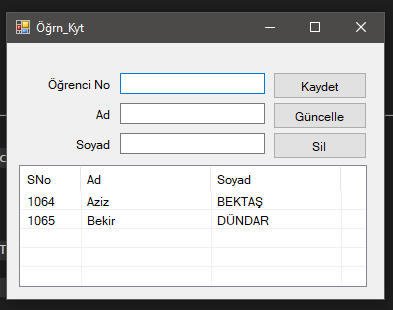 Öğrn_Kyt
Öğrenci No
Kaydet
Ad
Güncelle
Soyad
Sil
SNo Ad Soyad
1064 Aziz BEKTAŞ
1065 Bekir DÜNDAR